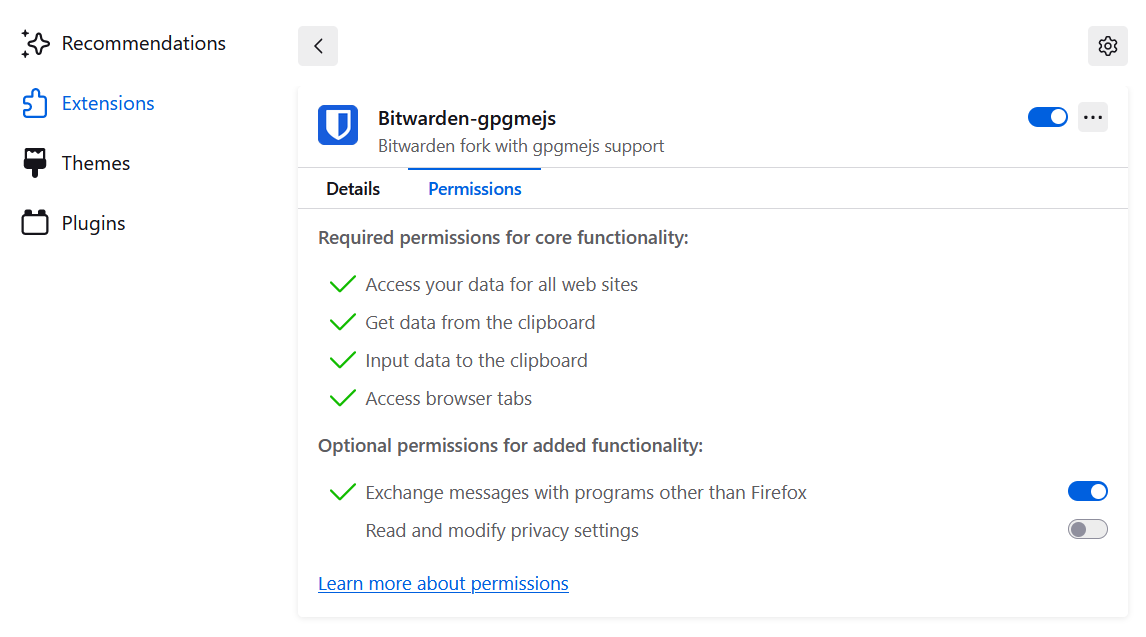 Recommendations
Extensions
Themes
Plugins
Bitwarden-gpgmejs
Bitwarden fork with gpgmejs support
Details
Permissions
Required permissions for core functionality:
Access your data for all web sites
Get data from the clipboard
Input data to the clipboard
Access browser tabs
Optional permissions for added functionality:
Exchange messages with programs other than Firefox
Read and modify privacy settings
Learn more about permissions